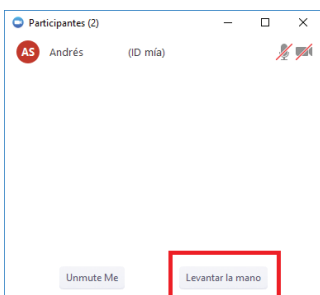 Participantes (2)
AS Andrés (ID mía)
Unmute Me Levantar la mano